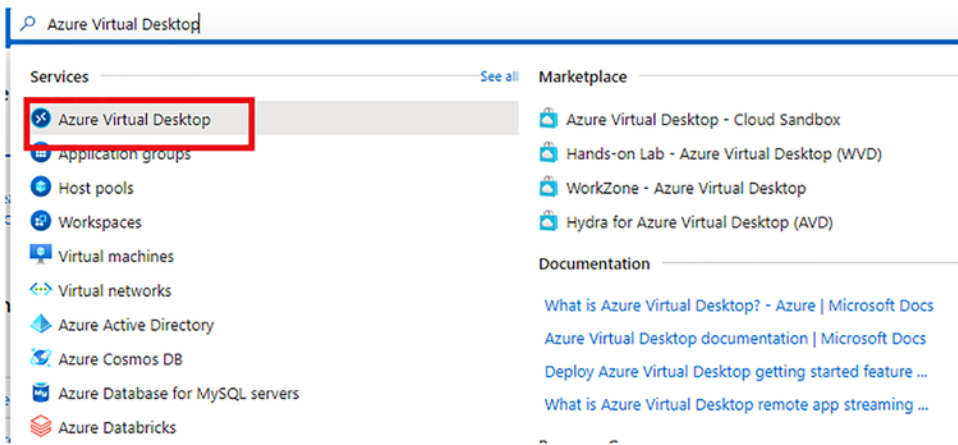 Azure Virtual Desktop
Services
See all
Azure Virtual Desktop
Application groups
Host pools
Workspaces
Virtual machines
Virtual networks
Azure Active Directory
Azure Cosmos DB
Azure Database for MySQL servers
Azure Databricks
Marketplace
Azure Virtual Desktop - Cloud Sandbox
Hands-on Lab - Azure Virtual Desktop (WVD)
WorkZone - Azure Virtual Desktop
Hydra for Azure Virtual Desktop (AVD)
Documentation
What is Azure Virtual Desktop? - Azure | Microsoft Docs
Azure Virtual Desktop documentation | Microsoft Docs
Deploy Azure Virtual Desktop getting started feature ...
What is Azure Virtual Desktop remote app streaming ...